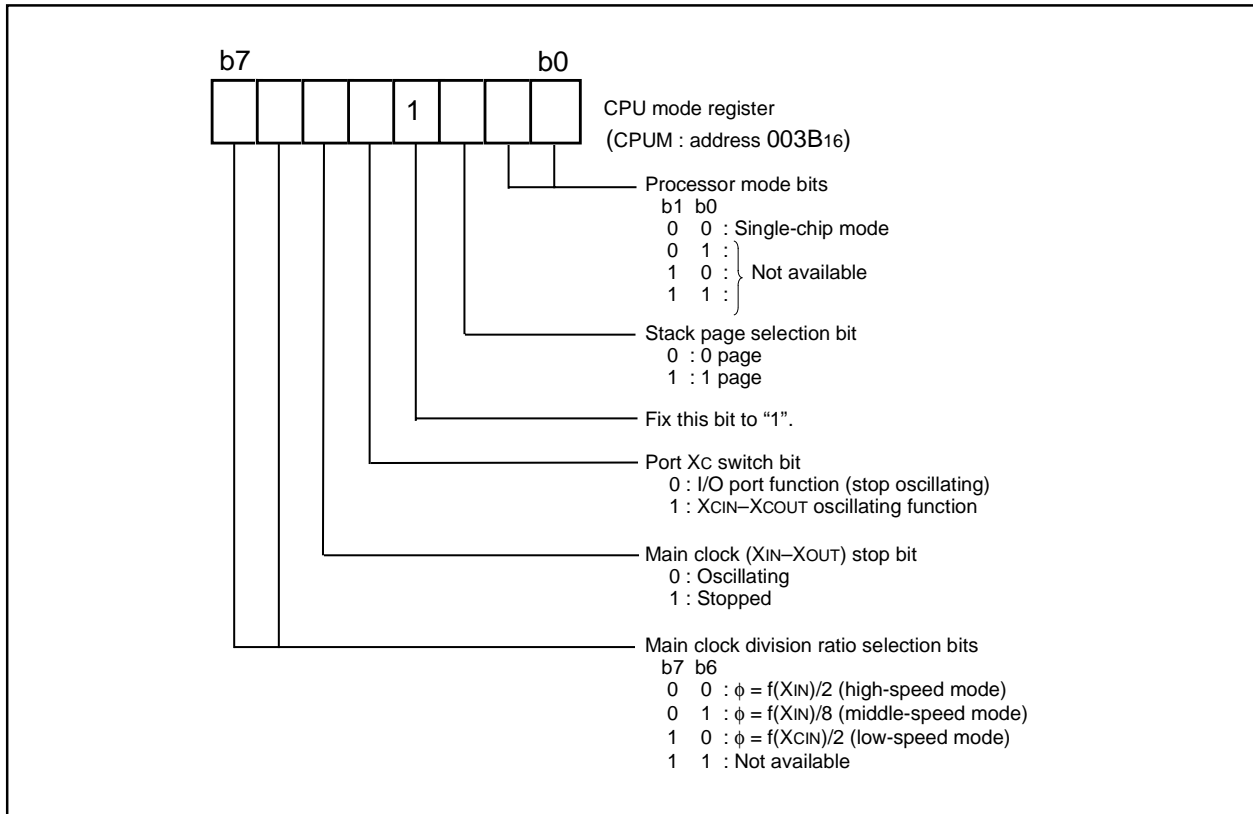 b7 b0
1
CPU mode register
(CPUM : address 003B16)
Processor mode bits
b1 b0
0 0 : Single-chip mode
0 1 :
1 0 : Not available
1 1 :
Stack page selection bit
0 : 0 page
1 : 1 page
Fix this bit to “1”.
Port XC switch bit
0 : I/O port function (stop oscillating)
1 : XCIN–XCOUT oscillating function
Main clock (XIN–XOUT) stop bit
0 : Oscillating
1 : Stopped
Main clock division ratio selection bits
b7 b6
0 0 : ϕ = f(XIN)/2 (high-speed mode)
0 1 : ϕ = f(XIN)/8 (middle-speed mode)
1 0 : ϕ = f(XCIN)/2 (low-speed mode)
1 1 : Not available